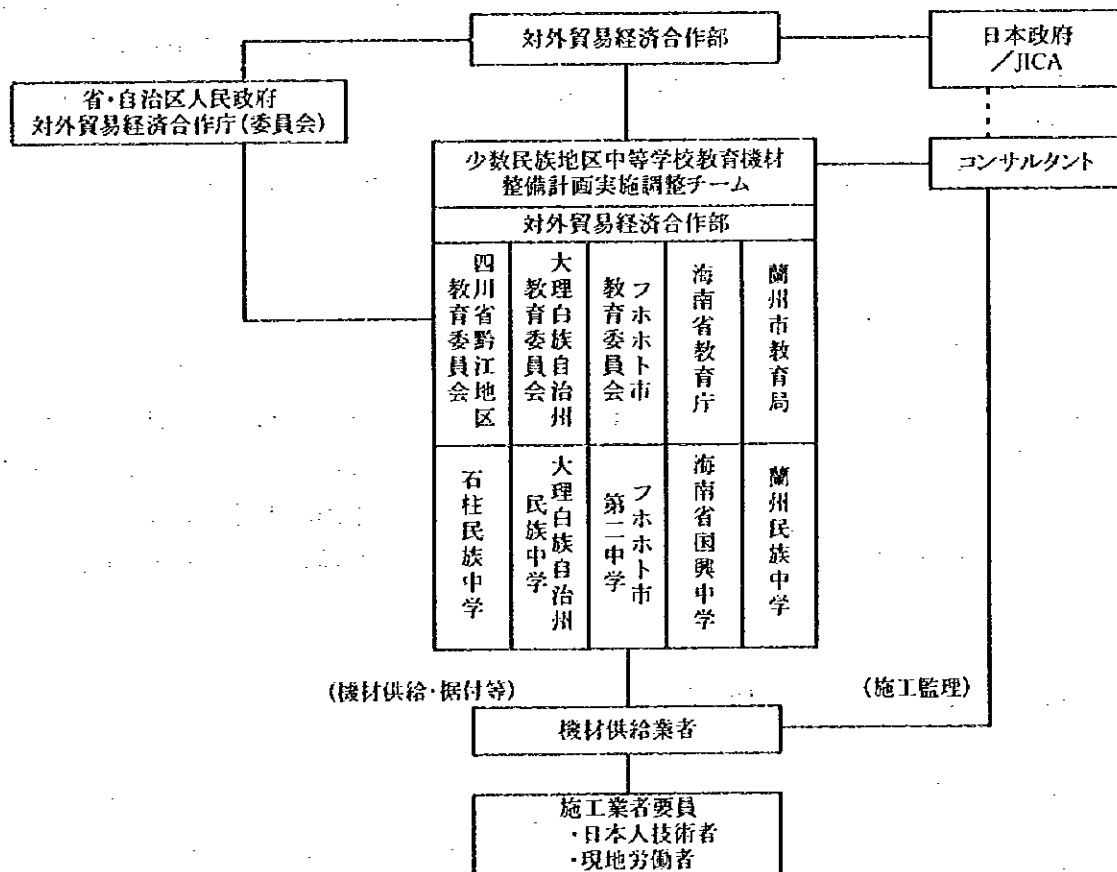 対外貿易経済合作部
日本政府
／JICA
省・自治区人民政府
対外貿易経済合作庁(委員会)
少数民族地区中等学校教育機材
整備計画実施調整チーム
コンサルタント
対外貿易経済合作部
四川省黔江地区
教育委員会
大理白族自治州
教育委員会
フホホト市
教育委員会
海南省教育庁
蘭州市教育局
石柱民族中学
大理白族自治州
民族中学
フホホト市
第二中学
海南省国興中学
蘭州民族中学
(機材供給・据付等)
(施工監理)
機材供給業者
施工業者要員
・日本人技術者
・現地労働者